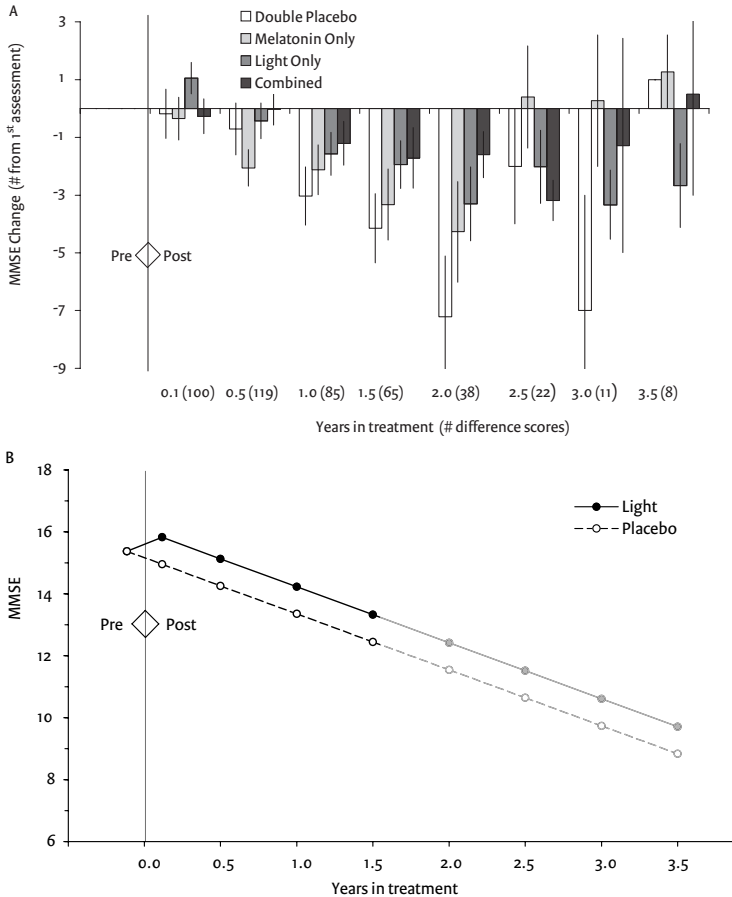 A
3
1
-1
-3
-5
-7
-9
MMSE Change (# from 1st assessment)
Double Placebo
Melatonin Only
Light Only
Combined
Pre Post
0.1 (100) 0.5 (119) 1.0 (85) 1.5 (65) 2.0 (38) 2.5 (22) 3.0 (11) 3.5 (8)
Years in treatment (# difference scores)
B
18
16
14
12
10
8
6
MMSE
Light
Placebo
Pre Post
0.0 0.5 1.0 1.5 2.0 2.5 3.0 3.5
Years in treatment